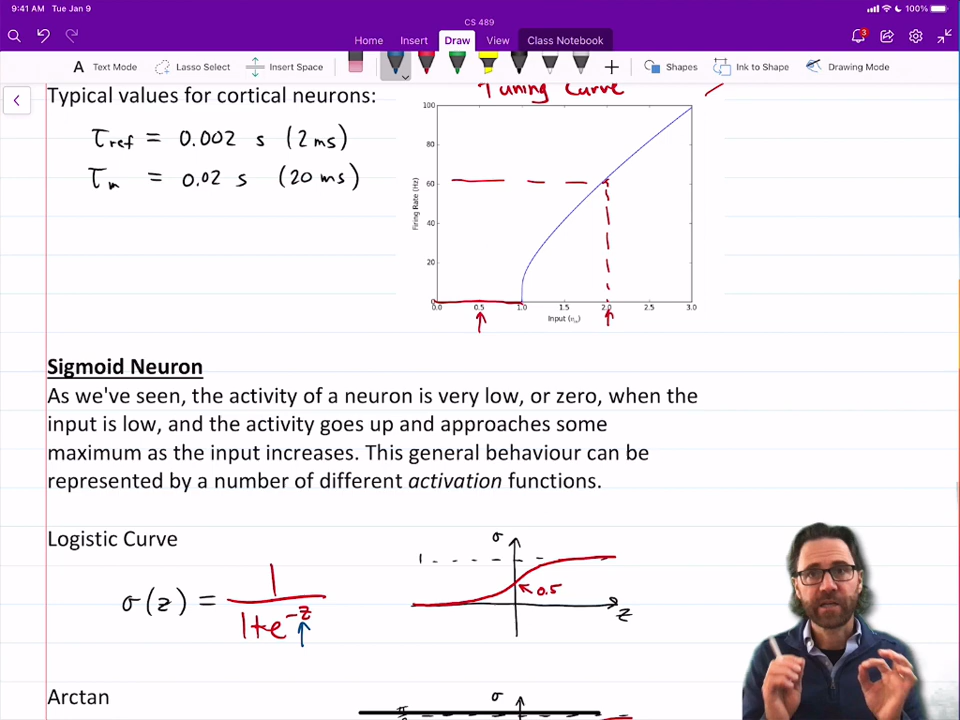 9:41 AM Tue Jan 9
100%
CS 489
Home Insert Draw View Class Notebook
3
A Text Mode Lasso Select Insert Space Shapes Ink to Shape Drawing Mode
Typical values for cortical neurons:
τref = 0.002 s (2ms)
τm = 0.02 s (20 ms)
Tuning Curve
100
80
60
40
20
0
Firing Rate (Hz)
0.0 0.5 1.0 1.5 2.0 2.5 3.0
Input (vin)
Sigmoid Neuron
As we've seen, the activity of a neuron is very low, or zero, when the
input is low, and the activity goes up and approaches some
maximum as the input increases. This general behaviour can be
represented by a number of different activation functions.
Logistic Curve
σ(z) = 1 / 1+e^-z
σ
1
0.5
z
Arctan
σ